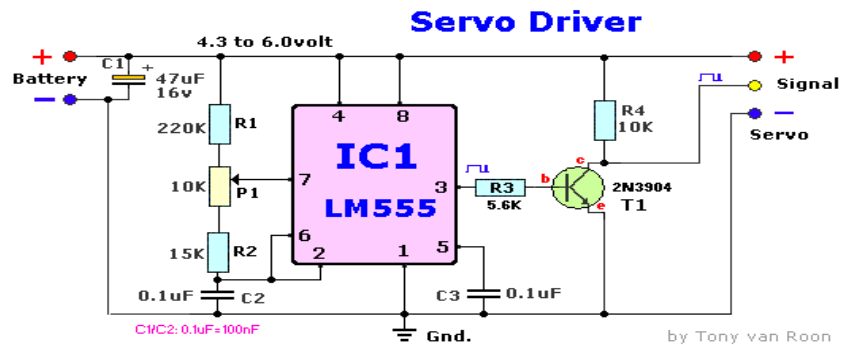 Servo Driver
4.3 to 6.0volt
+
C1
+
Battery
47uF
16v
−
+
Signal
−
Servo
4
8
R4
10K
220K
R1
IC1
LM555
10K
P1
7
3
R3
5.6K
b
c
e
2N3904
T1
15K
R2
6
2
1
5
0.1uF
C2
C3
0.1uF
C1/C2: 0.1uF=100nF
Gnd.
by Tony van Roon